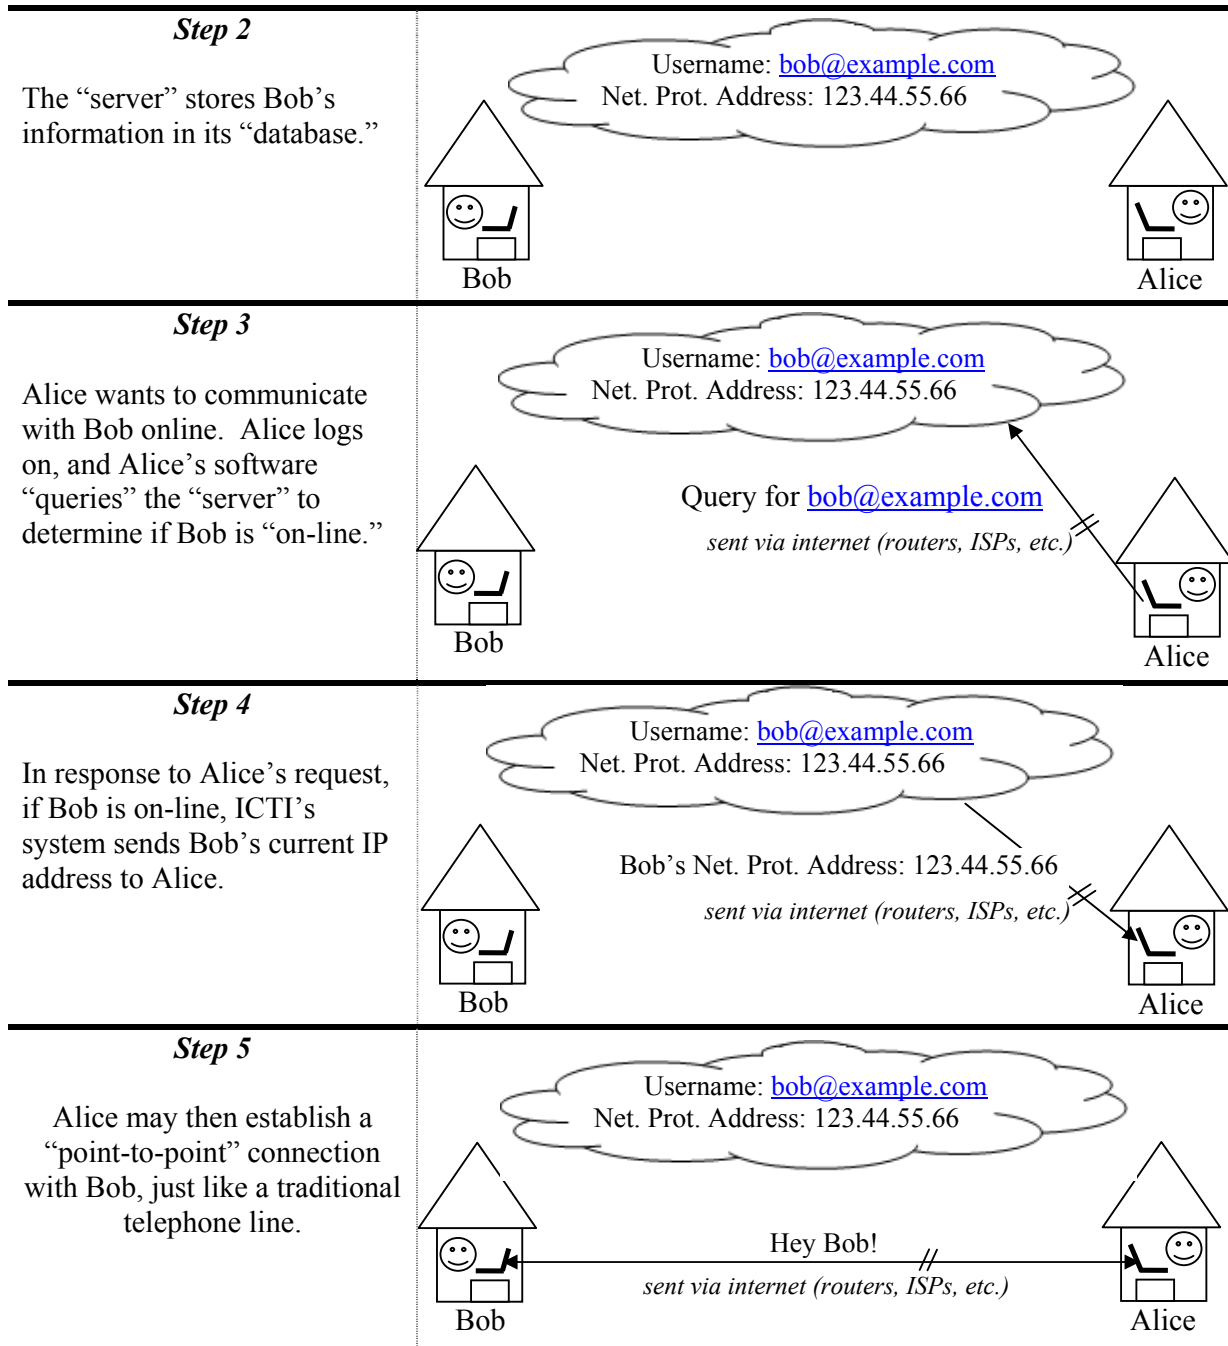 Step 2
The “server” stores Bob’s
information in its “database.”
Username: bob@example.com
Net. Prot. Address: 123.44.55.66
Bob
Alice
Step 3
Alice wants to communicate
with Bob online.  Alice logs
on, and Alice’s software
“queries” the “server” to
determine if Bob is “on-line.”
Username: bob@example.com
Net. Prot. Address: 123.44.55.66
Query for bob@example.com
sent via internet (routers, ISPs, etc.)
Bob
Alice
Step 4
In response to Alice’s request,
if Bob is on-line, ICTI’s
system sends Bob’s current IP
address to Alice.
Username: bob@example.com
Net. Prot. Address: 123.44.55.66
Bob’s Net. Prot. Address: 123.44.55.66
sent via internet (routers, ISPs, etc.)
Bob
Alice
Step 5
Alice may then establish a
“point-to-point” connection
with Bob, just like a traditional
telephone line.
Username: bob@example.com
Net. Prot. Address: 123.44.55.66
Hey Bob!
sent via internet (routers, ISPs, etc.)
Bob
Alice